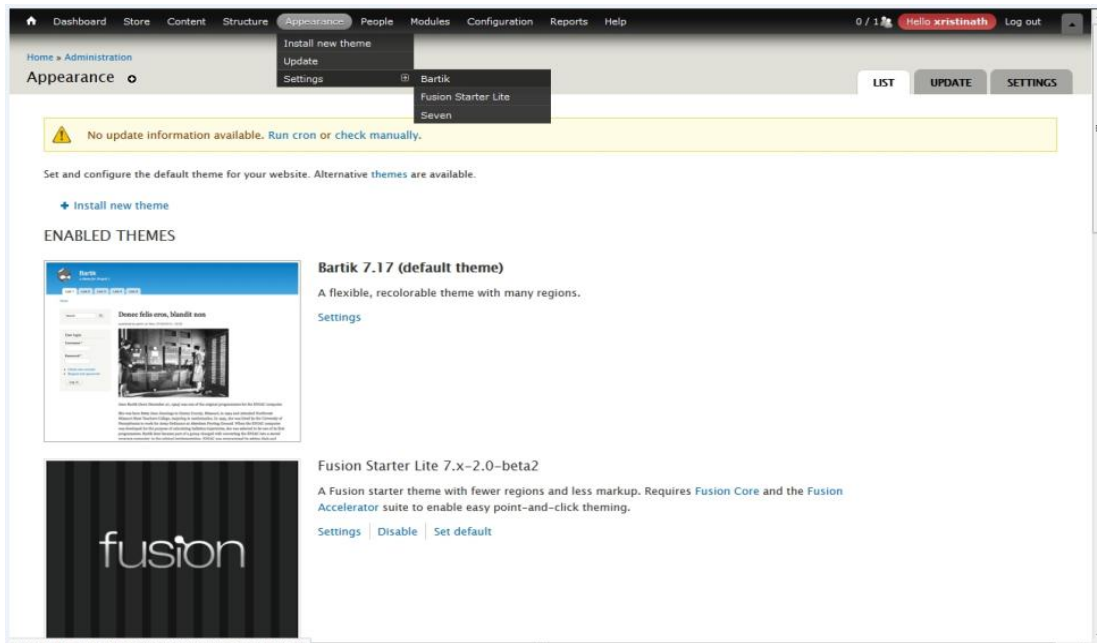 Dashboard Store Content Structure Appearance People Modules Configuration Reports Help 0 / 1 Hello xristinath Log out
Install new theme
Update
Settings
Bartik
Fusion Starter Lite
Seven
Home » Administration
Appearance
LIST UPDATE SETTINGS
No update information available. Run cron or check manually.
Set and configure the default theme for your website. Alternative themes are available.
Install new theme
ENABLED THEMES
Bartik
Donec felis eros, blandit non
Bartik 7.17 (default theme)
A flexible, recolorable theme with many regions.
Settings
fusion
Fusion Starter Lite 7.x-2.0-beta2
A Fusion starter theme with fewer regions and less markup. Requires Fusion Core and the Fusion
Accelerator suite to enable easy point-and-click theming.
Settings Disable Set default